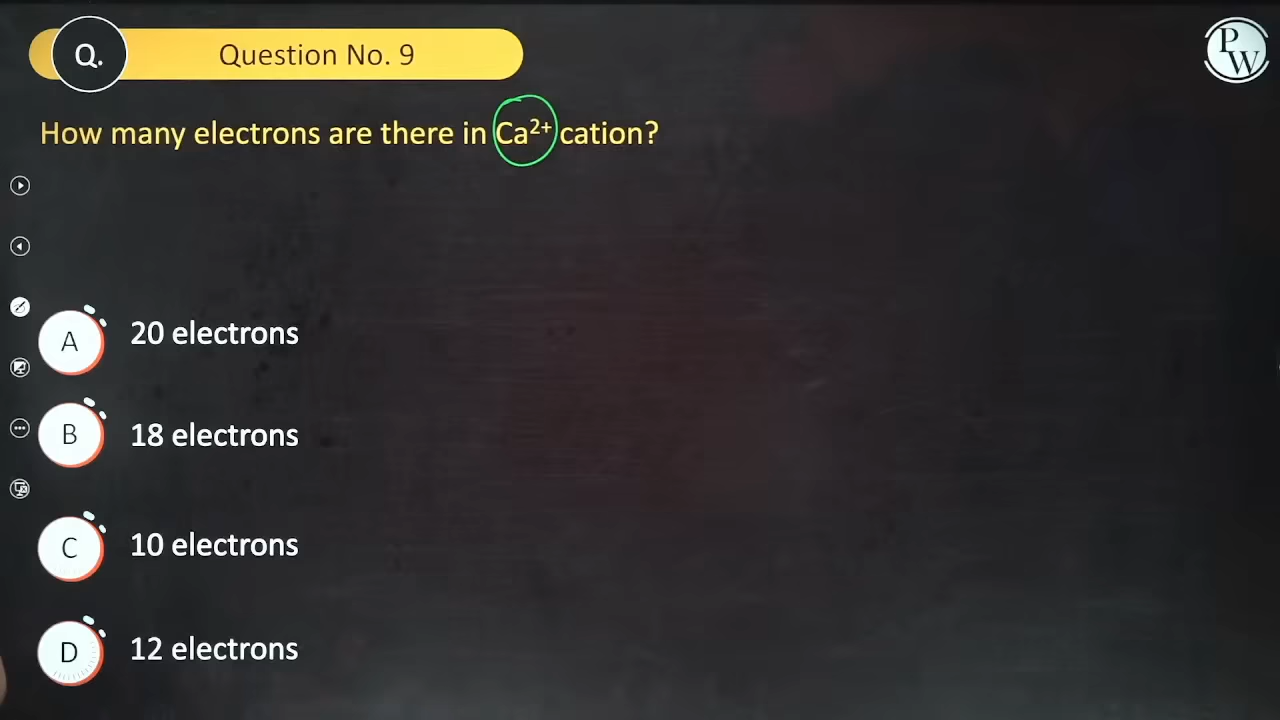 Q.
Question No. 9
PW
How many electrons are there in Ca²⁺ cation?
A 20 electrons
B 18 electrons
C 10 electrons
D 12 electrons